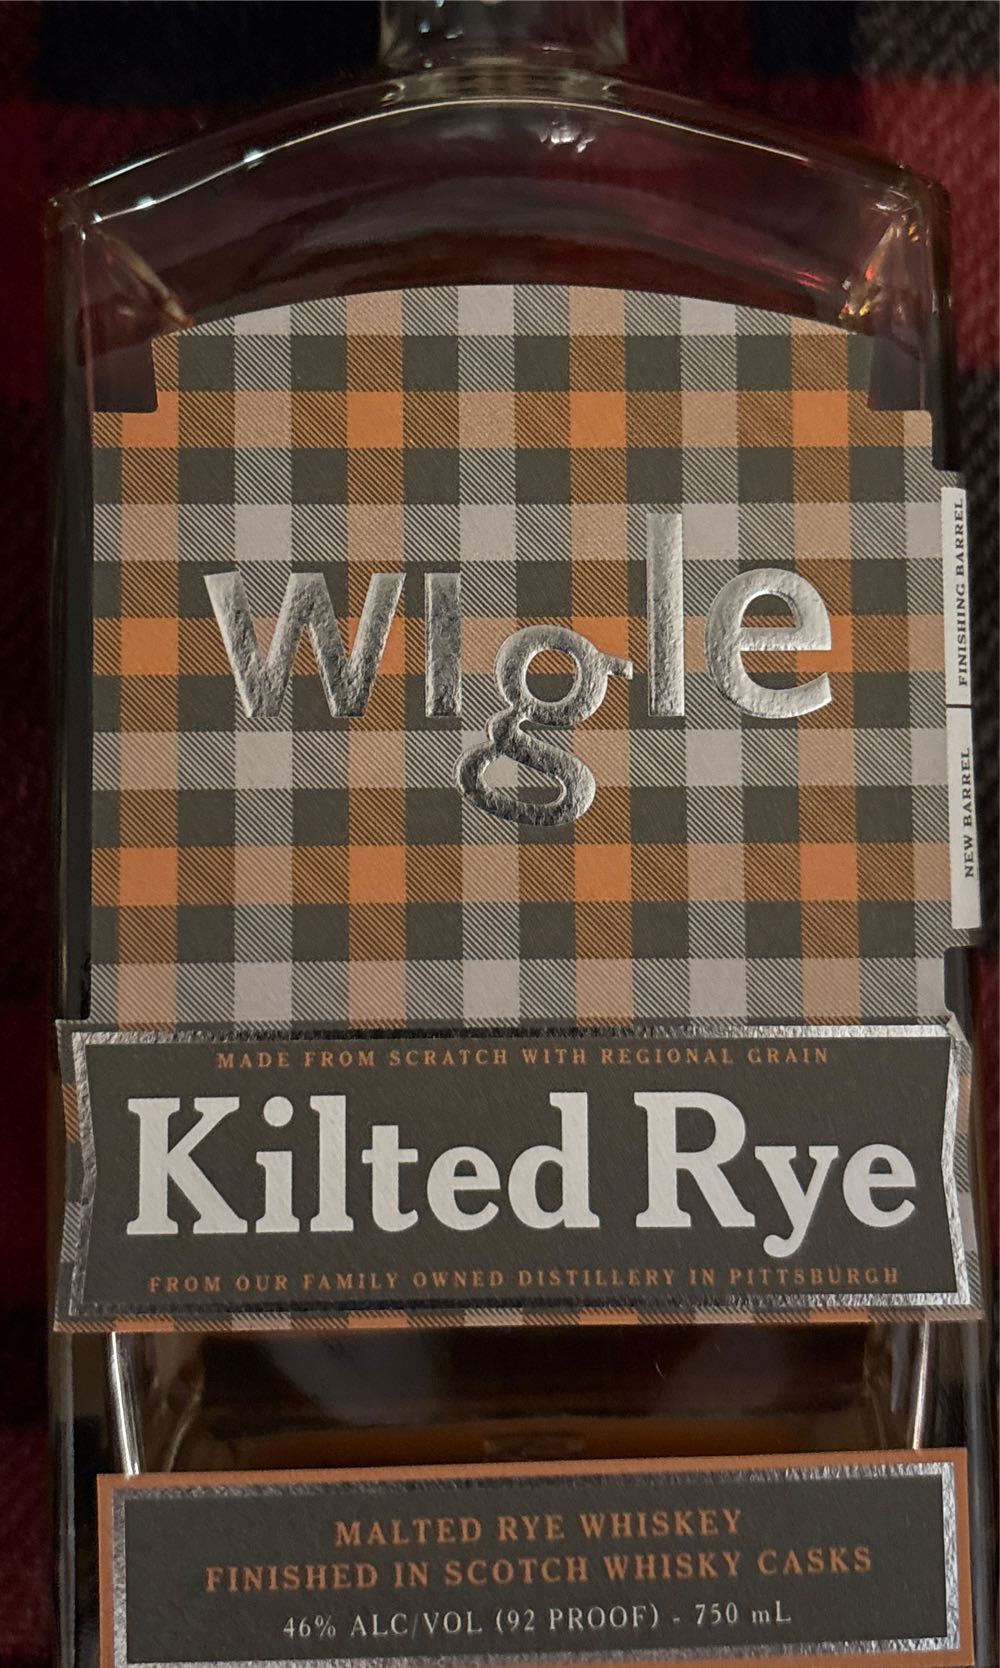 wigle
FINISHING BARREL
NEW BARREL
MADE FROM SCRATCH WITH REGIONAL GRAIN
Kilted Rye
FROM OUR FAMILY OWNED DISTILLERY IN PITTSBURGH
MALTED RYE WHISKEY
FINISHED IN SCOTCH WHISKY CASKS
46% ALC/VOL (92 PROOF) - 750 mL